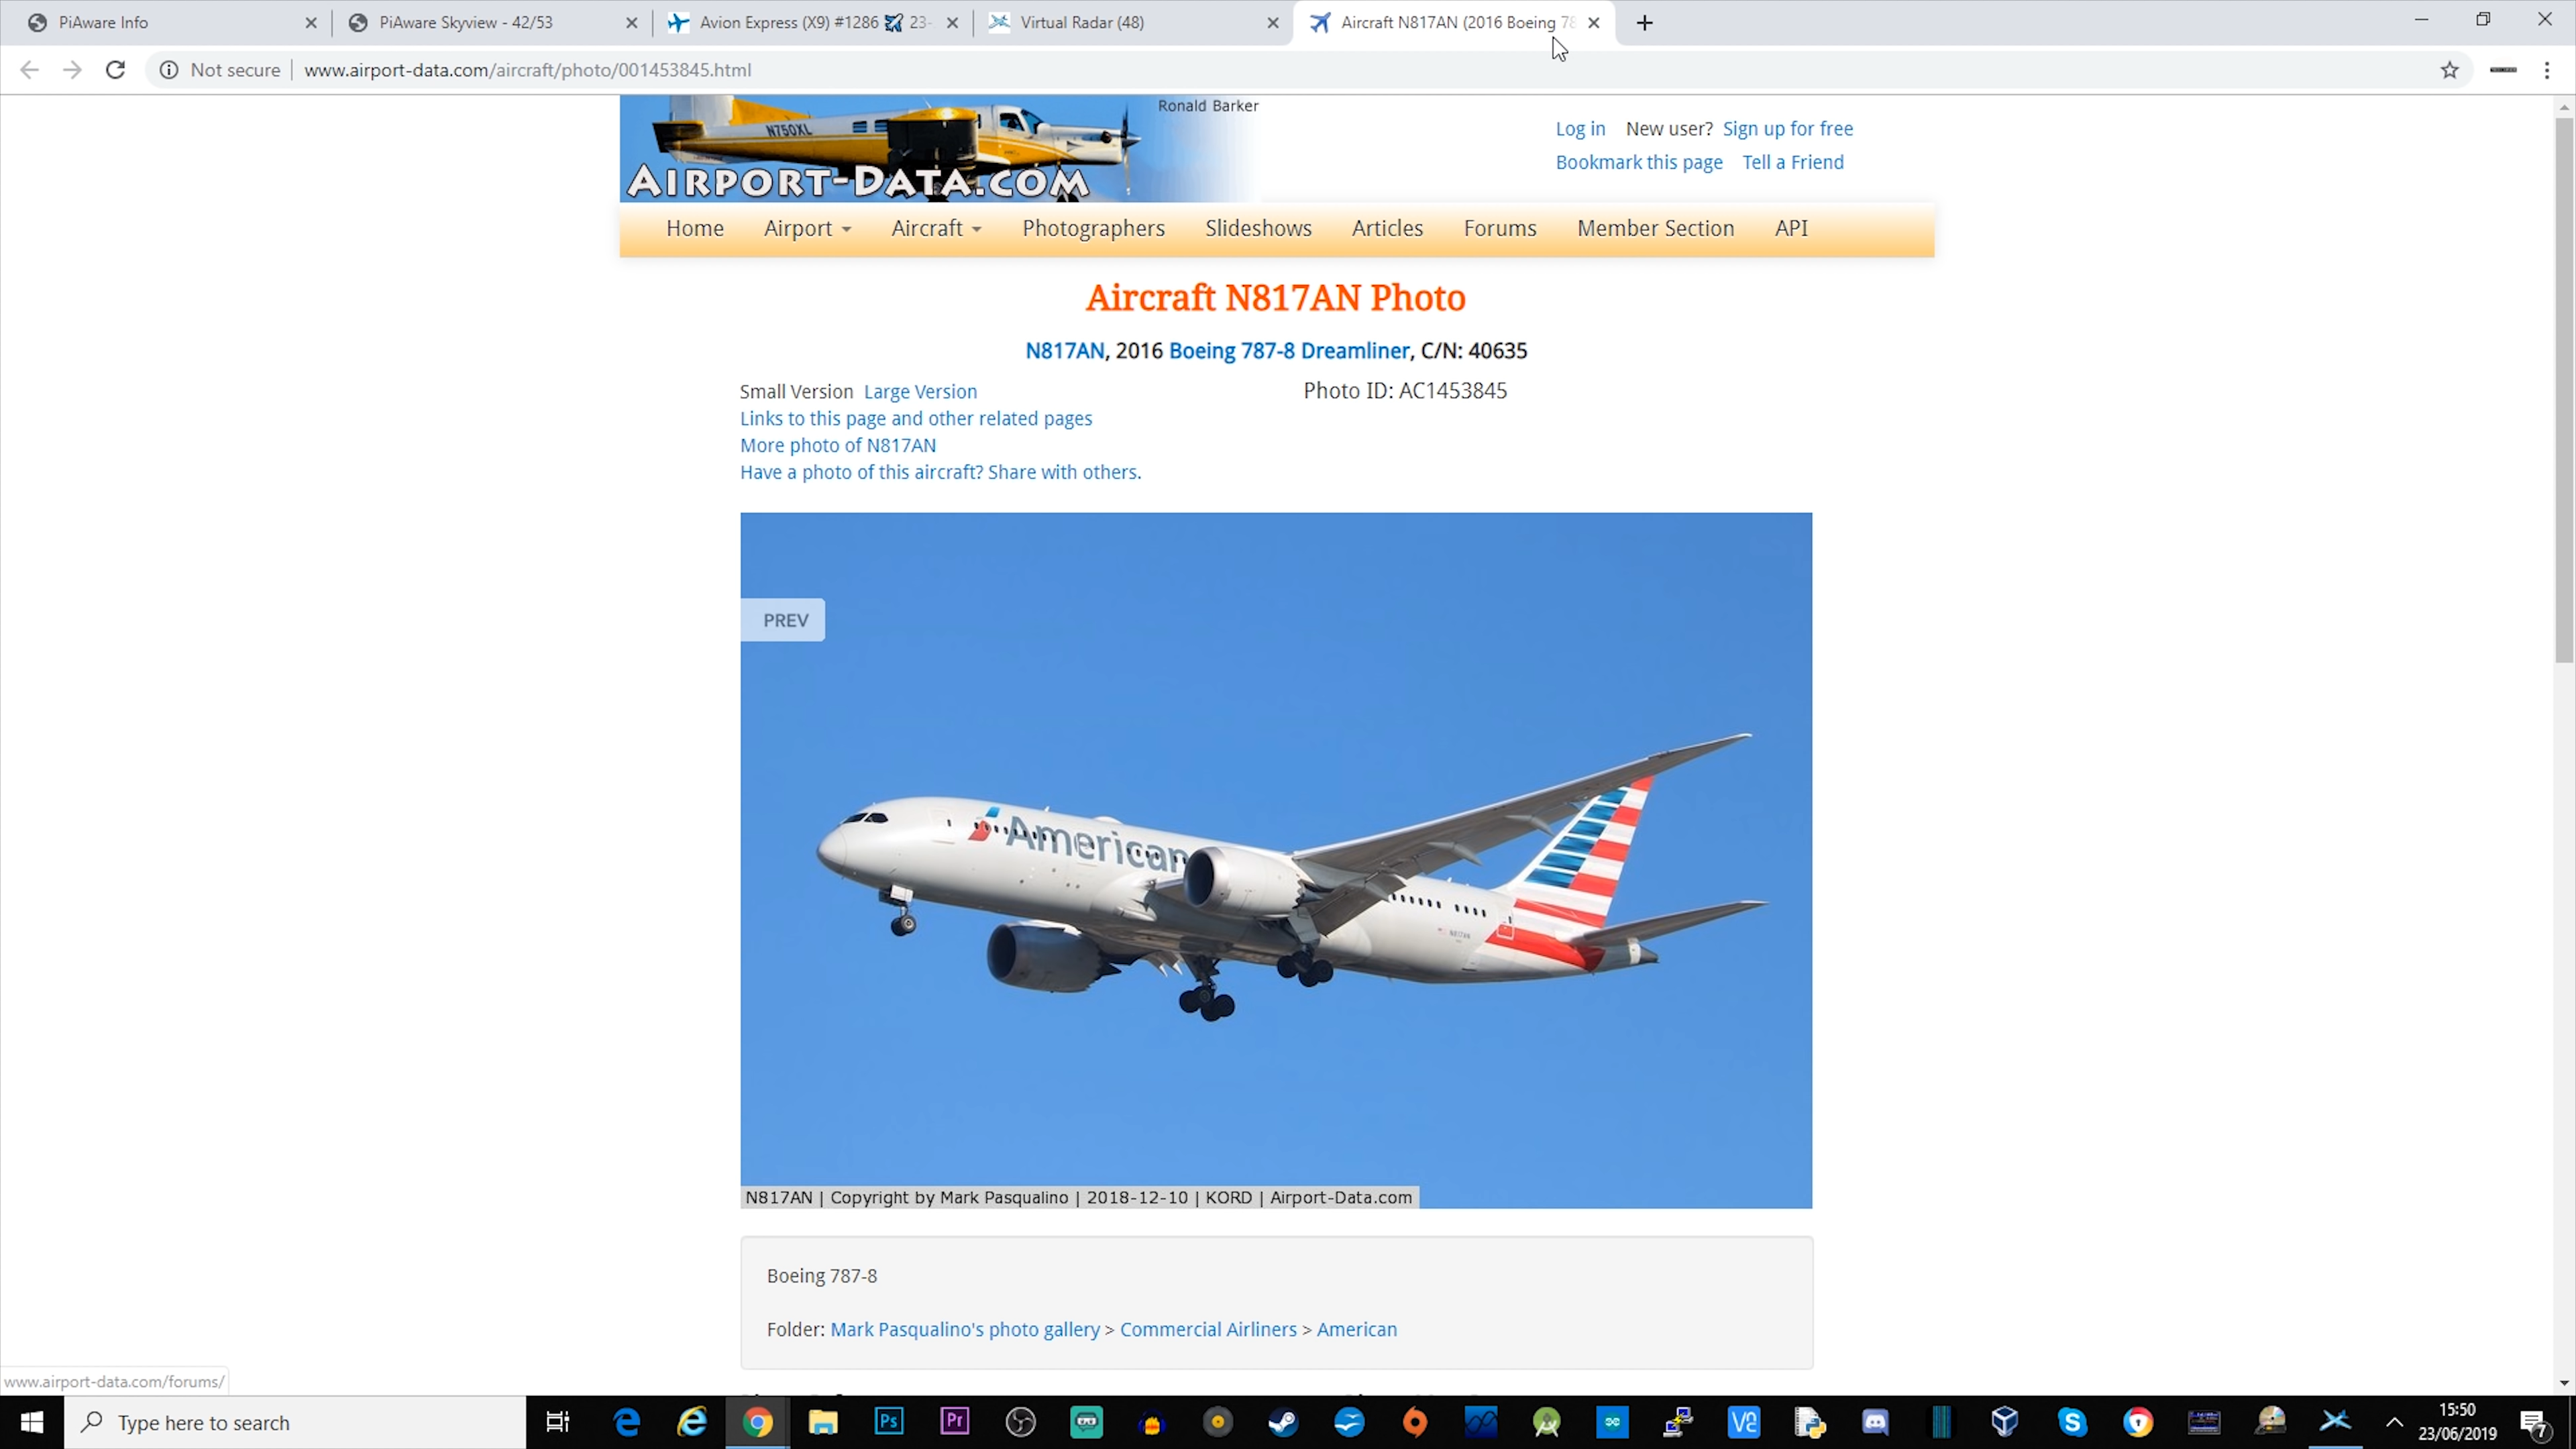 PiAware Info
PiAware Skyview - 42/53
Avion Express (X9) #1286 23-
Virtual Radar (48)
Aircraft N817AN (2016 Boeing 78
Not secure
www.airport-data.com/aircraft/photo/001453845.html
N750XL
AIRPORT-DATA.COM
Ronald Barker
Log in New user? Sign up for free
Bookmark this page Tell a Friend
Home Airport Aircraft Photographers Slideshows Articles Forums Member Section API
Aircraft N817AN Photo
N817AN, 2016 Boeing 787-8 Dreamliner, C/N: 40635
Small Version Large Version
Photo ID: AC1453845
Links to this page and other related pages
More photo of N817AN
Have a photo of this aircraft? Share with others.
PREV
American
N817AN
N817AN | Copyright by Mark Pasqualino | 2018-12-10 | KORD | Airport-Data.com
Boeing 787-8
Folder: Mark Pasqualino's photo gallery > Commercial Airliners > American
www.airport-data.com/forums/
Type here to search
Ps
Pr
15:50
23/06/2019
7